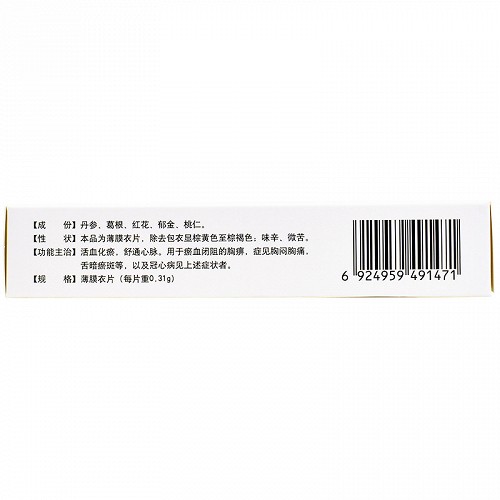 【成　份】丹参、葛根、红花、郁金、桃仁。
【性　状】本品为薄膜衣片，除去包衣显棕黄色至棕褐色；味辛、微苦。
【功能主治】活血化瘀，舒通心脉。用于瘀血闭阻的胸痹，症见胸闷胸痛，
舌暗瘀斑等，以及冠心病见上述症状者。
【规　格】薄膜衣片（每片重0.31g）
6 924959 491471